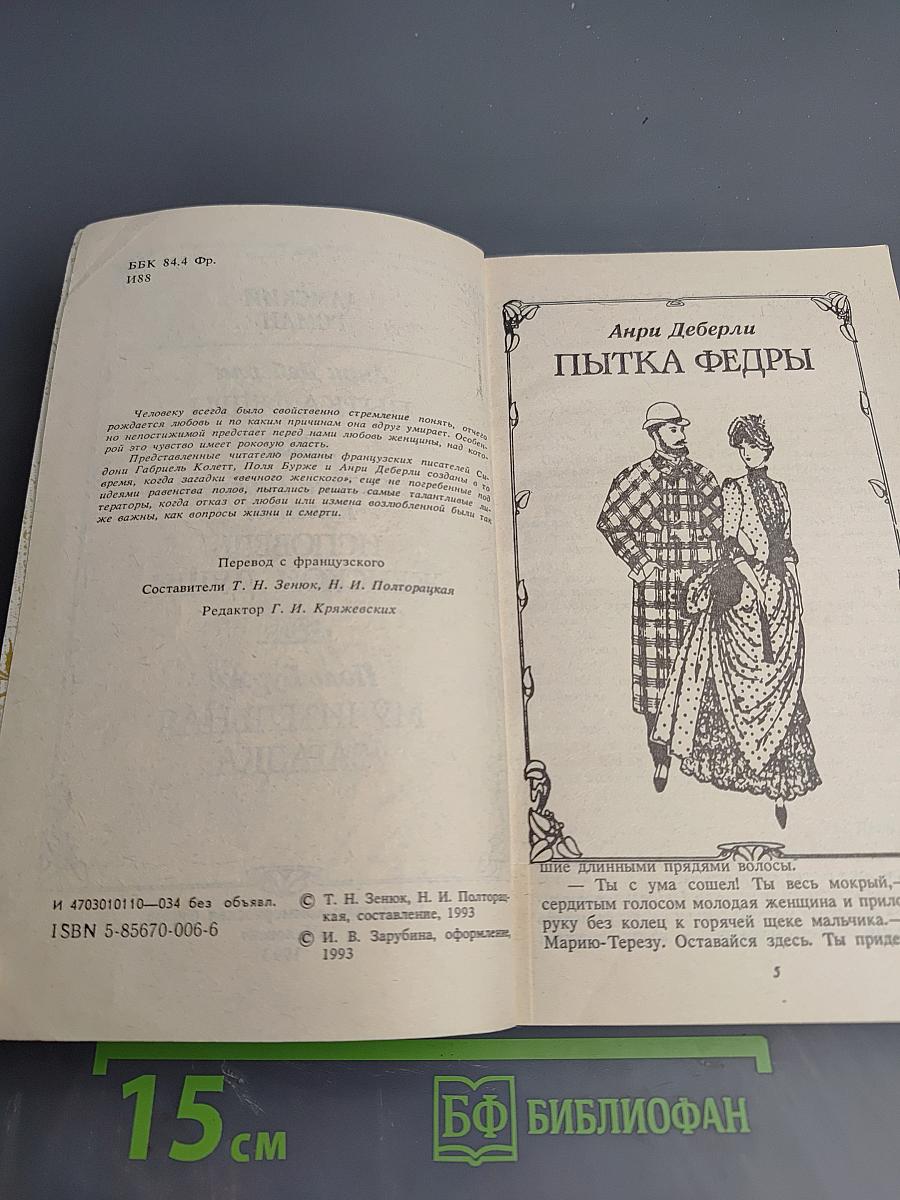 ББК 84.4 Фр.
И88
Человеку всегда было свойственно стремление понять, отчего
рождается любовь и по каким причинам она вдруг умирает. Особен-
но непостижимой предстает перед нами любовь женщины, над кото-
рой это чувство имеет роковую власть.
Представленные читателю романы французских писателей Си-
дони Габриель Колетт, Поля Бурже и Анри Деберли созданы в то
время, когда загадки «вечного женского», еще не погребенные под
идеями равенства полов, пытались решать самые талантливые ли-
тераторы, когда отказ от любви или измена возлюбленной были так
же важны, как вопросы жизни и смерти.
Перевод с французского
Составители Т. Н. Зенюк, Н. И. Полторацкая
Редактор Г. И. Кряжевских
И 4703010110—034 без объявл.
ISBN 5-85670-006-6
© Т. Н. Зенюк, Н. И. Полторац-
кая, составление, 1993
© И. В. Зарубина, оформление,
1993
Анри Деберли
ПЫТКА ФЕДРЫ
шие длинными прядями волосы.
— Ты с ума сошел! Ты весь мокрый,—
сердитым голосом молодая женщина и прило
руку без колец к горячей щеке мальчика.—
Марию-Терезу. Оставайся здесь. Ты приде
5
15 см
БФ БИБЛИОФАН